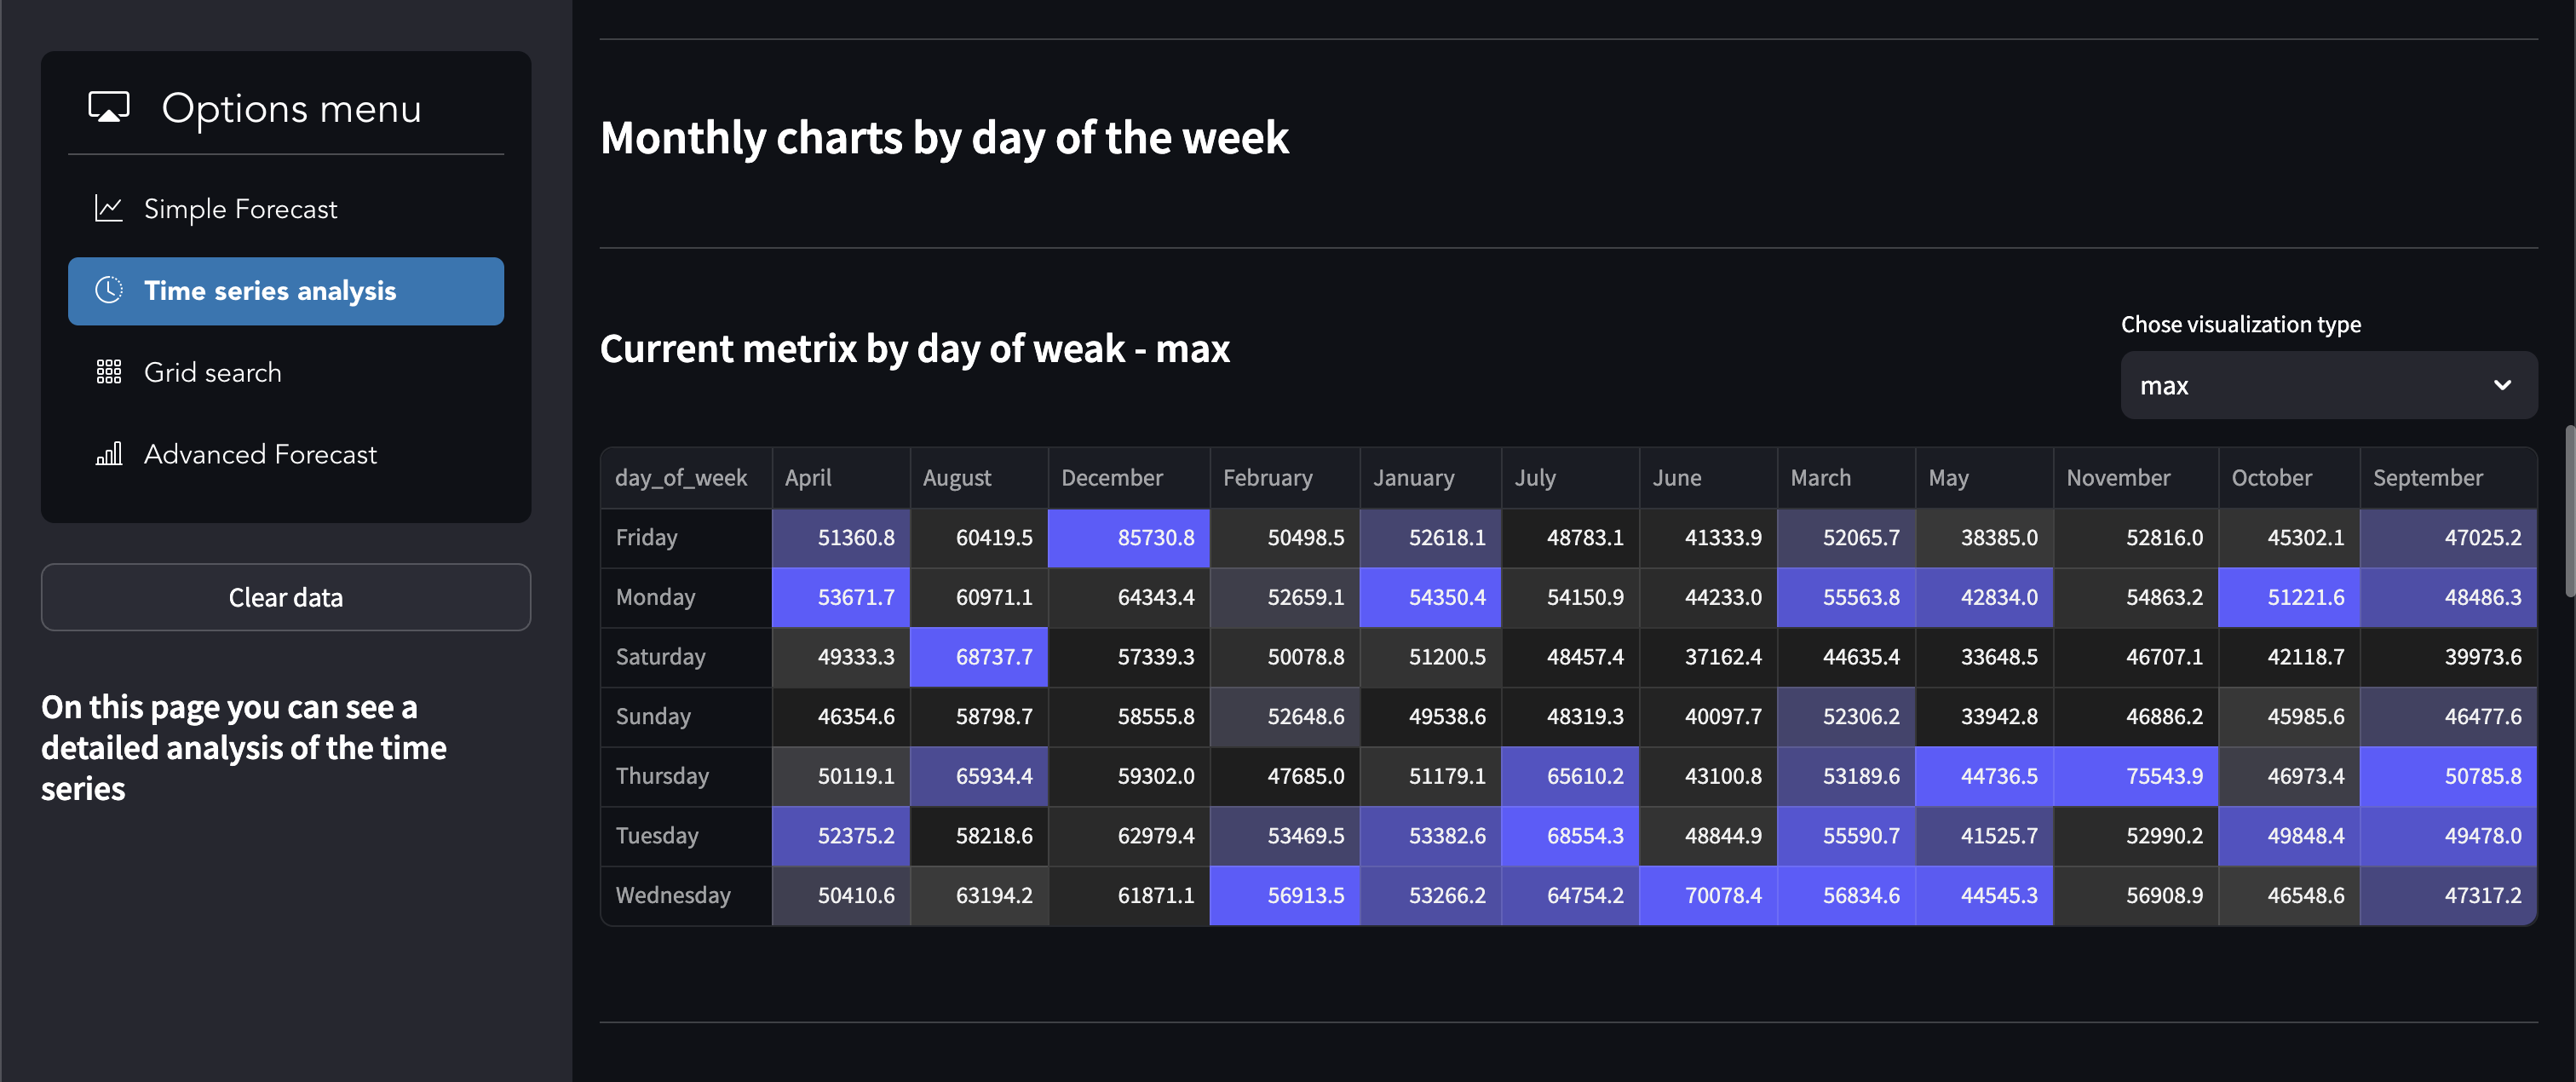 Options menu
Simple Forecast
Time series analysis
Grid search
Advanced Forecast
Clear data
On this page you can see a
detailed analysis of the time
series
Monthly charts by day of the week
Current metrix by day of weak - max
Chose visualization type
max
day_of_week April August December February January July June March May November October September
Friday 51360.8 60419.5 85730.8 50498.5 52618.1 48783.1 41333.9 52065.7 38385.0 52816.0 45302.1 47025.2
Monday 53671.7 60971.1 64343.4 52659.1 54350.4 54150.9 44233.0 55563.8 42834.0 54863.2 51221.6 48486.3
Saturday 49333.3 68737.7 57339.3 50078.8 51200.5 48457.4 37162.4 44635.4 33648.5 46707.1 42118.7 39973.6
Sunday 46354.6 58798.7 58555.8 52648.6 49538.6 48319.3 40097.7 52306.2 33942.8 46886.2 45985.6 46477.6
Thursday 50119.1 65934.4 59302.0 47685.0 51179.1 65610.2 43100.8 53189.6 44736.5 75543.9 46973.4 50785.8
Tuesday 52375.2 58218.6 62979.4 53469.5 53382.6 68554.3 48844.9 55590.7 41525.7 52990.2 49848.4 49478.0
Wednesday 50410.6 63194.2 61871.1 56913.5 53266.2 64754.2 70078.4 56834.6 44545.3 56908.9 46548.6 47317.2